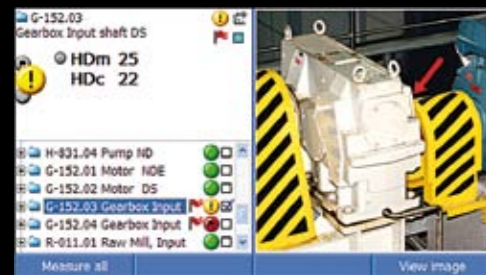 G-152.03
Gearbox Input shaft DS
HDm 25
HDc 22
H-831.04 Pump ND
G-152.01 Motor NDE
G-152.02 Motor DS
G-152.03 Gearbox Input
G-152.04 Gearbox Input
R-011.01 Raw Mill, Input
Measure all
View image